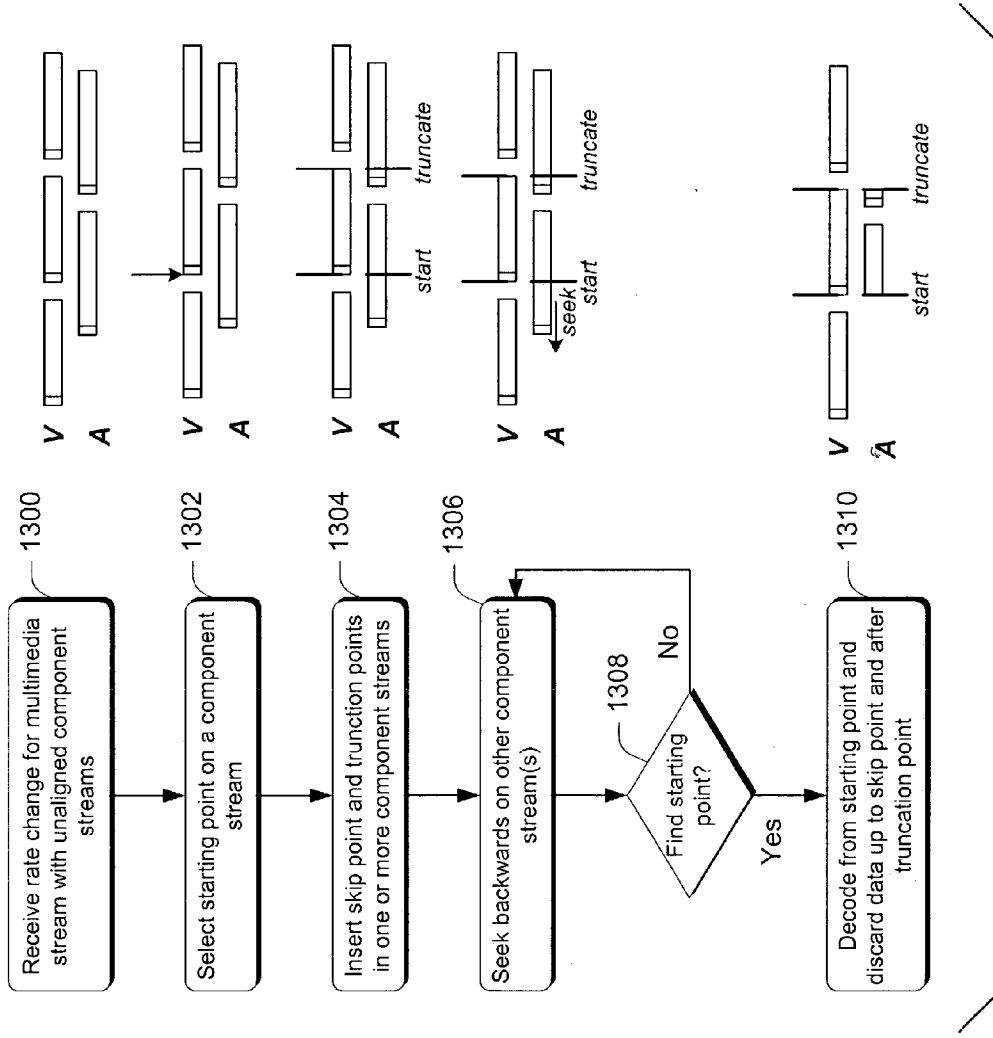 1300
Receive rate change for multimedia
stream with unaligned component
streams
V
A
1302
Select starting point on a component
stream
V
A
1304
Insert skip point and trunction points
in one or more component streams
V
A
start
truncate
1306
Seek backwards on other component
stream(s)
V
A
seek
start
truncate
1308
Find starting
point?
No
Yes
1310
Decode from starting point and
discard data up to skip point and after
truncation point
V
A
start
truncate